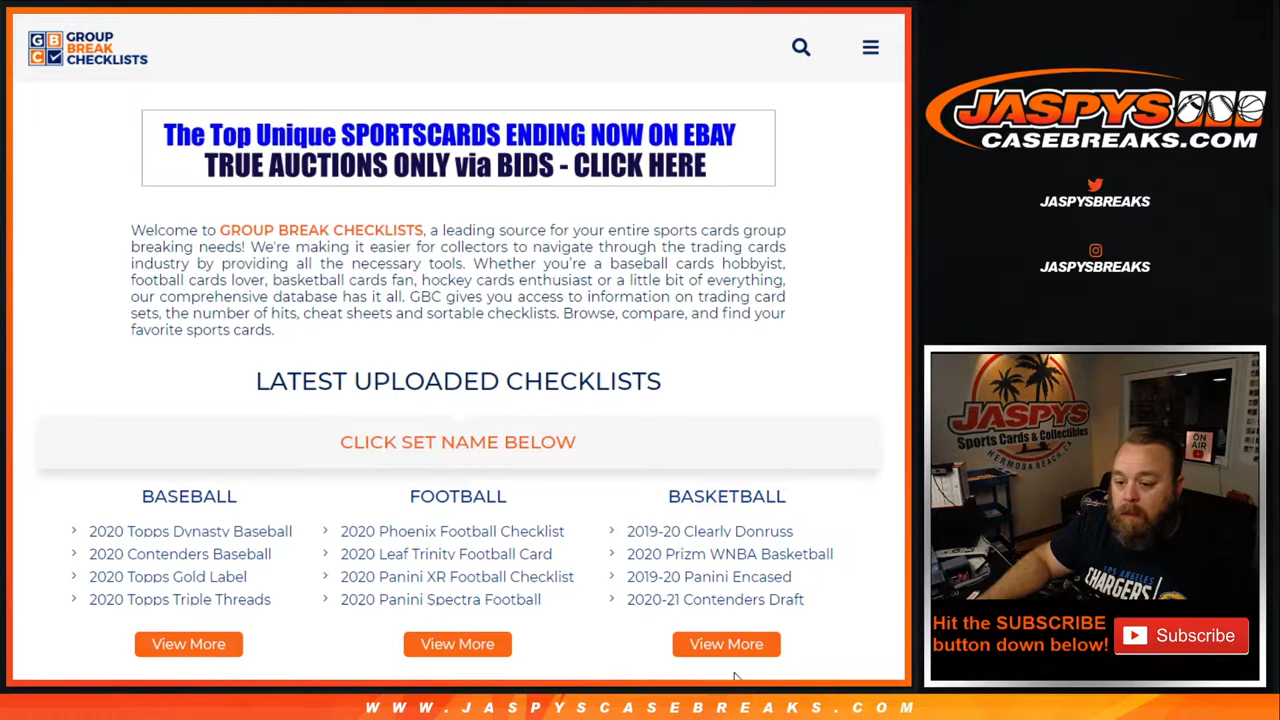 GROUP
BREAK
CHECKLISTS
The Top Unique SPORTSCARDS ENDING NOW ON EBAY
TRUE AUCTIONS ONLY via BIDS - CLICK HERE
Welcome to GROUP BREAK CHECKLISTS, a leading source for your entire sports cards group
breaking needs! We're making it easier for collectors to navigate through the trading cards
industry by providing all the necessary tools. Whether you're a baseball cards hobbyist,
football cards lover, basketball cards fan, hockey cards enthusiast or a little bit of everything,
our comprehensive database has it all. GBC gives you access to information on trading card
sets, the number of hits, cheat sheets and sortable checklists. Browse, compare, and find your
favorite sports cards.
LATEST UPLOADED CHECKLISTS
CLICK SET NAME BELOW
BASEBALL
2020 Topps Dynasty Baseball
2020 Contenders Baseball
2020 Topps Gold Label
2020 Topps Triple Threads
View More
FOOTBALL
2020 Phoenix Football Checklist
2020 Leaf Trinity Football Card
2020 Panini XR Football Checklist
2020 Panini Spectra Football
View More
BASKETBALL
2019-20 Clearly Donruss
2020 Prizm WNBA Basketball
2019-20 Panini Encased
2020-21 Contenders Draft
View More
JASPYS
CASEBREAKS.COM
JASPYSBREAKS
JASPYSBREAKS
JASPYS
Sports Cards & Collectibles
HERMOSA BEACH, CA
ON
AIR
LOS ANGELES
CHARGERS
Hit the SUBSCRIBE
button down below!
Subscribe
WWW.JASPYSCASEBREAKS.COM